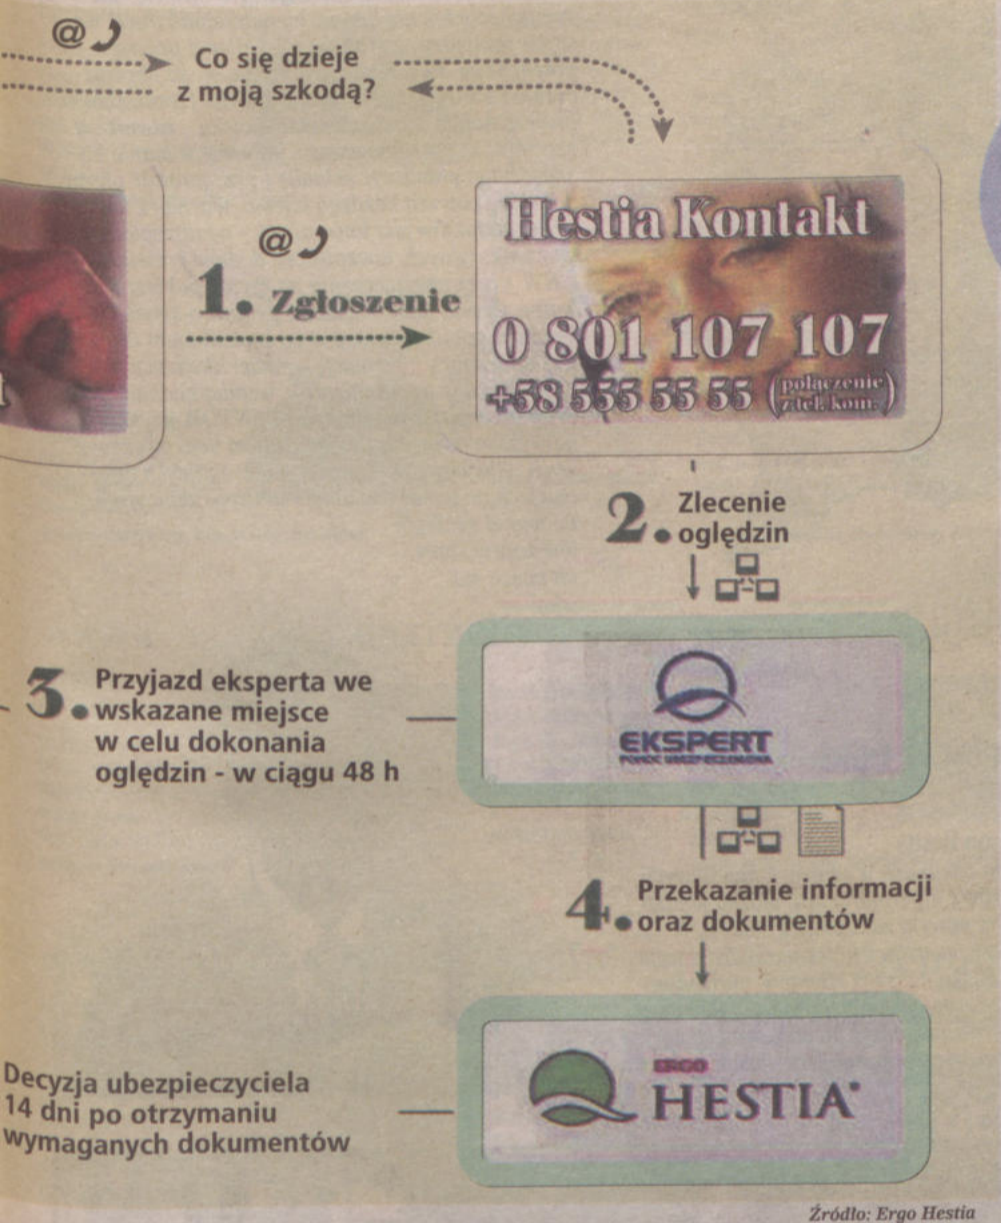 @
Co się dzieje
z moją szkodą?
@
1. Zgłoszenie
Hestia Kontakt
0 801 107 107
+58 555 55 55 (połączenie
z tel. kom.)
2. Zlecenie
oględzin
3. Przyjazd eksperta we
wskazane miejsce
w celu dokonania
oględzin - w ciągu 48 h
EKSPERT
POMOC UBEZPIECZENIOWA
4. Przekazanie informacji
oraz dokumentów
Decyzja ubezpieczyciela
14 dni po otrzymaniu
wymaganych dokumentów
ERGO
HESTIA
Źródło: Ergo Hestia